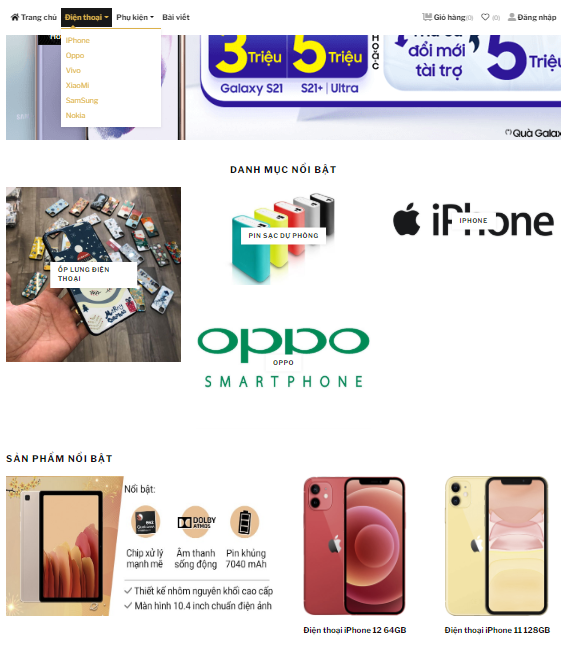 Trang chủ Điện thoại Phụ kiện Bài viết Giỏ hàng(0) (0) Đăng nhập
IPhone
Oppo
Vivo
XiaoMi
SamSung
Nokia
3 Triệu 5 Triệu
Galaxy S21 S21+ | Ultra
Hoặc
đổi mới
tài trợ
5 Triệu
(*)Quà Galax
DANH MỤC NỔI BẬT
ỐP LƯNG ĐIỆN
THOẠI
PIN SẠC DỰ PHÒNG
iPhone
IPHONE
oppo
OPPO
SMARTPHONE
SẢN PHẨM NỔI BẬT
Nổi bật:
DOLBY
ATMOS
Chip xử lý
mạnh mẽ
Âm thanh
sống động
Pin khủng
7040 mAh
Thiết kế nhôm nguyên khối cao cấp
Màn hình 10.4 inch chuẩn điện ảnh
Điện thoại iPhone 12 64GB
Điện thoại iPhone 11 128GB